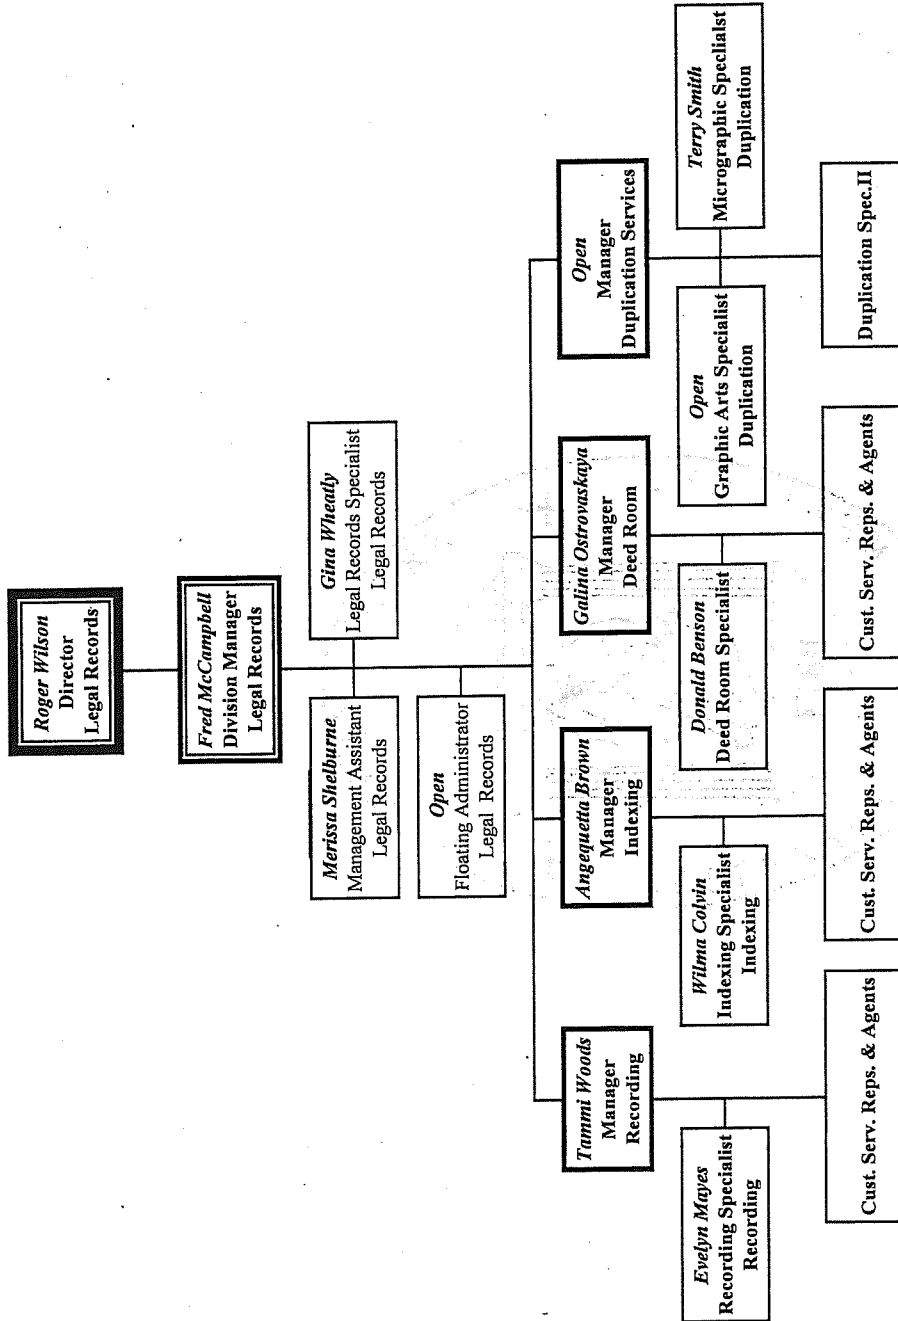 Roger Wilson
Director
Legal Records
Fred McCampbell
Division Manager
Legal Records
Merissa Shelburne
Management Assistant
Legal Records
Gina Wheatly
Legal Records Specialist
Legal Records
Open
Floating Administrator
Legal Records
Tammi Woods
Manager
Recording
Angequetta Brown
Manager
Indexing
Galina Ostrovaskaya
Manager
Deed Room
Open
Manager
Duplication Services
Evelyn Mayes
Recording Specialist
Recording
Wilma Colvin
Indexing Specialist
Indexing
Donald Benson
Deed Room Specialist
Open
Graphic Arts Specialist
Duplication
Terry Smith
Micrographic Speclialst
Duplication
Cust. Serv. Reps. & Agents
Cust. Serv. Reps. & Agents
Cust. Serv. Reps. & Agents
Duplication Spec.II